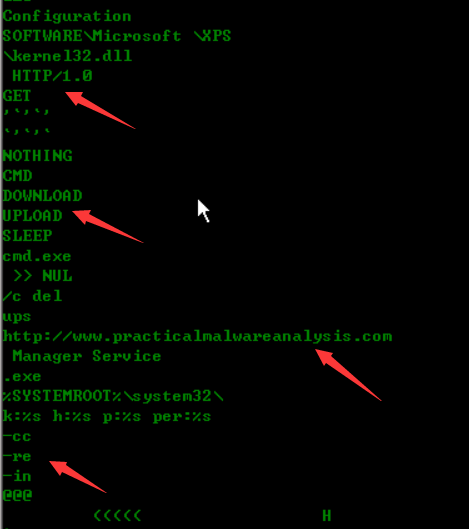 Configuration
SOFTWARE\Microsoft \XPS
\kernel32.dll
 HTTP/1.0
GET
'`'`'
`'`'`
NOTHING
CMD
DOWNLOAD
UPLOAD
SLEEP
cmd.exe
 >> NUL
/c del
ups
http://www.practicalmalwareanalysis.com
 Manager Service
.exe
%SYSTEMROOT%\system32\
k:%s h:%s p:%s per:%s
-cc
-re
-in
@@@
<<<<< H